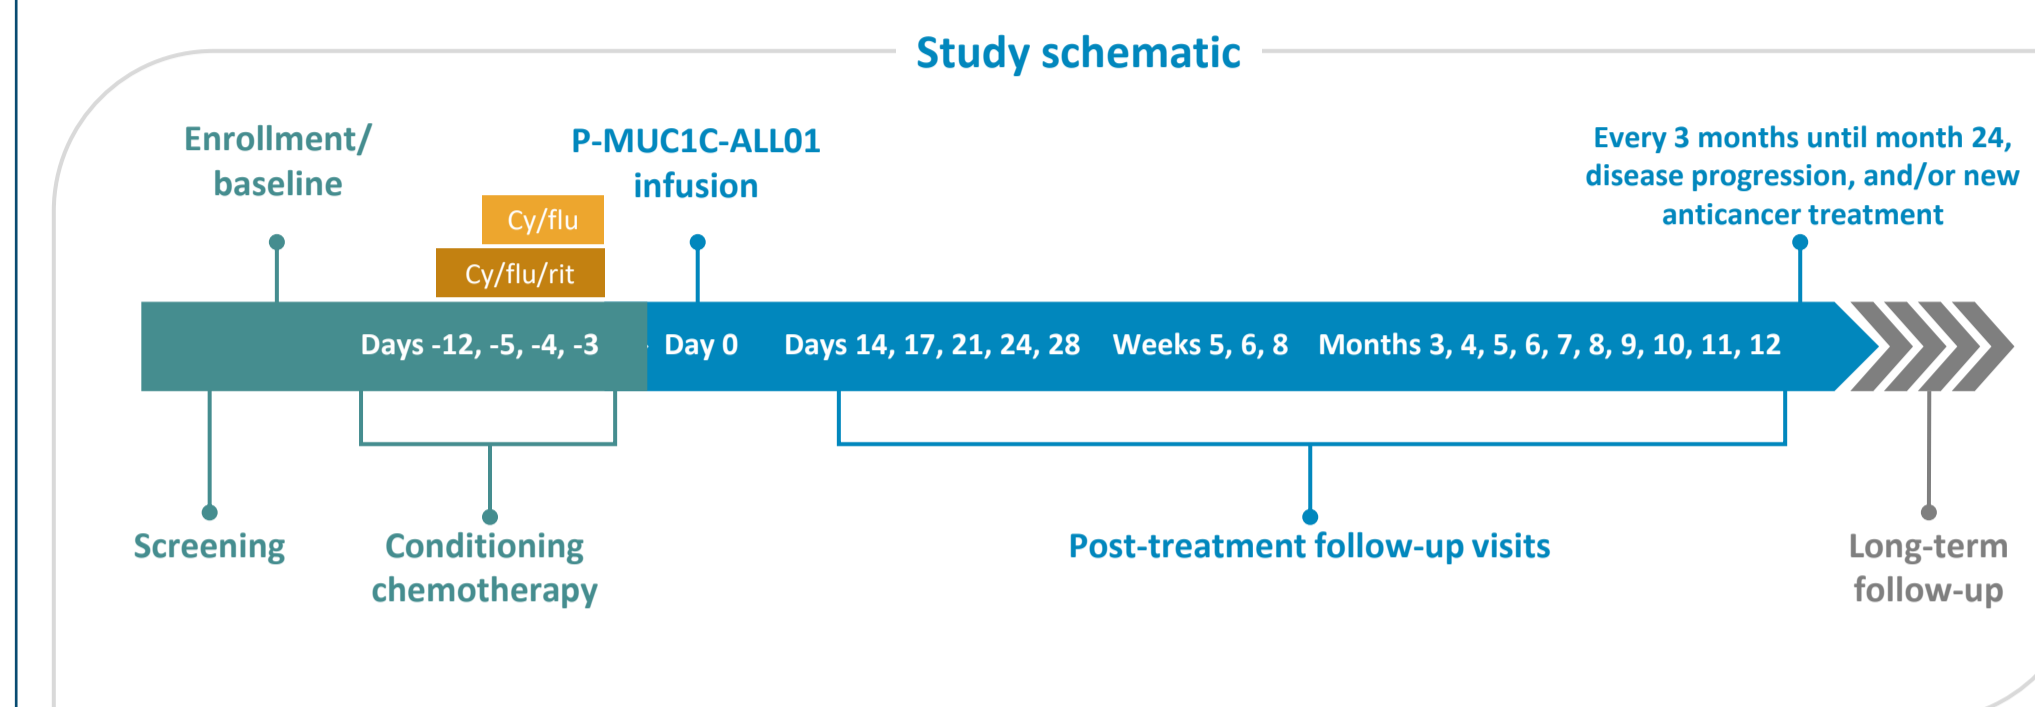 Study schematic
Enrollment/
baseline
P-MUC1C-ALL01
infusion
Every 3 months until month 24,
disease progression, and/or new
anticancer treatment
Cy/flu
Cy/flu/rit
Days -12, -5, -4, -3
Day 0
Days 14, 17, 21, 24, 28
Weeks 5, 6, 8
Months 3, 4, 5, 6, 7, 8, 9, 10, 11, 12
Screening
Conditioning
chemotherapy
Post-treatment follow-up visits
Long-term
follow-up